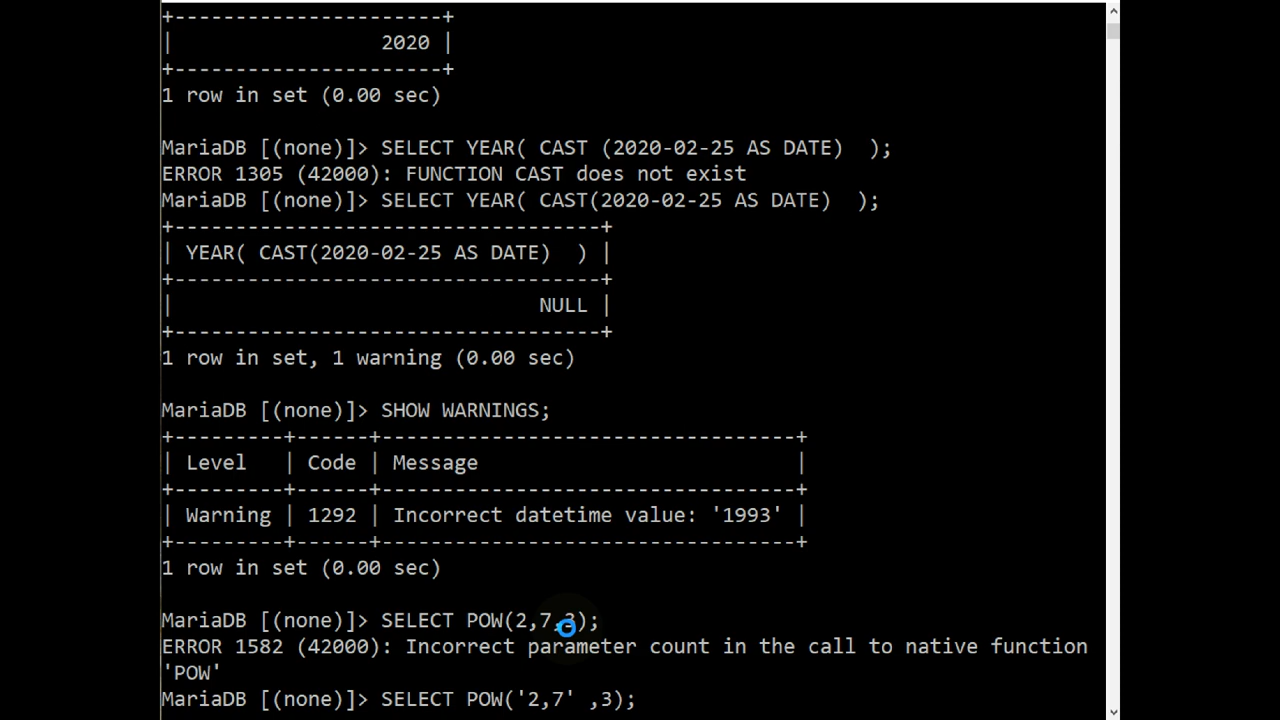 +----------------------+
|                 2020 |
+----------------------+
1 row in set (0.00 sec)
MariaDB [(none)]> SELECT YEAR( CAST (2020-02-25 AS DATE)  );
ERROR 1305 (42000): FUNCTION CAST does not exist
MariaDB [(none)]> SELECT YEAR( CAST(2020-02-25 AS DATE)  );
+-----------------------------------+
| YEAR( CAST(2020-02-25 AS DATE)  ) |
+-----------------------------------+
|                              NULL |
+-----------------------------------+
1 row in set, 1 warning (0.00 sec)
MariaDB [(none)]> SHOW WARNINGS;
+---------+------+----------------------------------+
| Level   | Code | Message                          |
+---------+------+----------------------------------+
| Warning | 1292 | Incorrect datetime value: '1993' |
+---------+------+----------------------------------+
1 row in set (0.00 sec)
MariaDB [(none)]> SELECT POW(2,7,3);
ERROR 1582 (42000): Incorrect parameter count in the call to native function
'POW'
MariaDB [(none)]> SELECT POW('2,7' ,3);